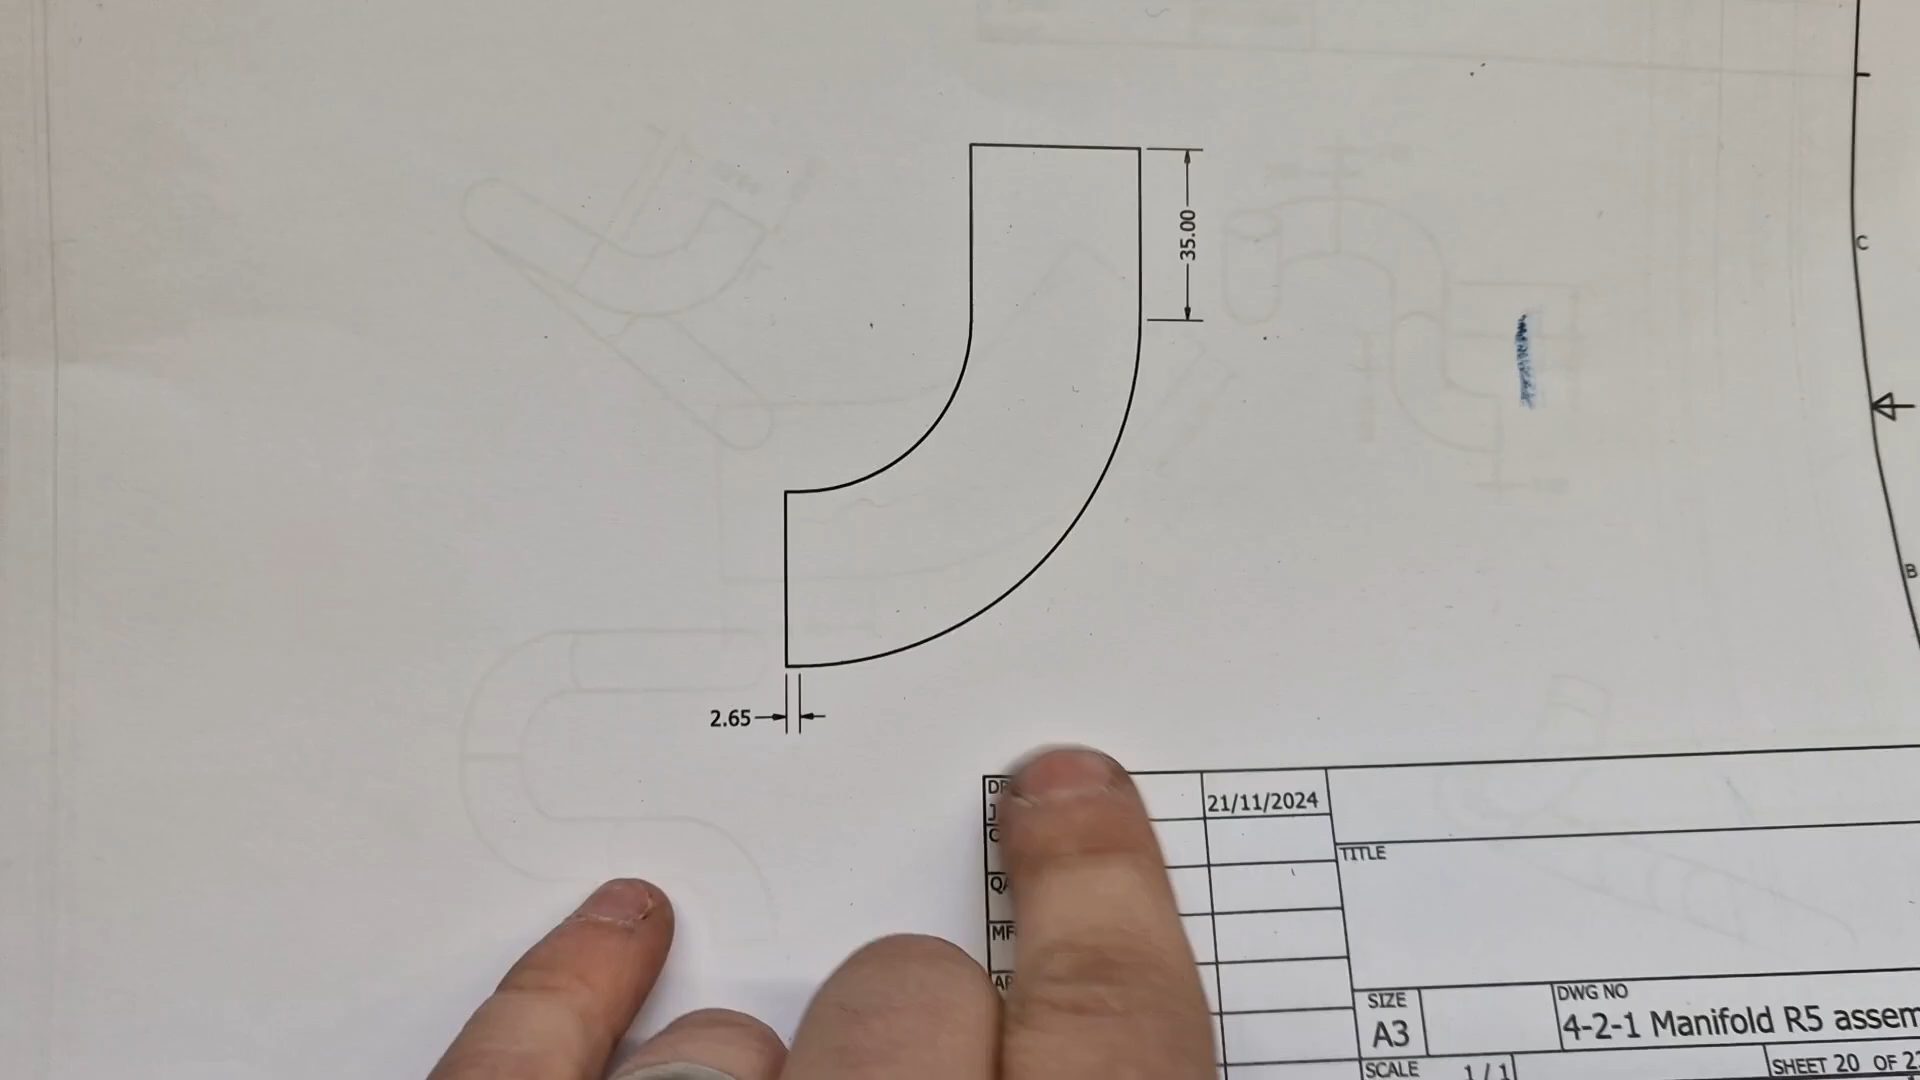 C
35.00
B
2.65
21/11/2024
TITLE
SIZE
A3
DWG NO
4-2-1 Manifold R5
SCALE 1 / 1
SHEET 20 OF